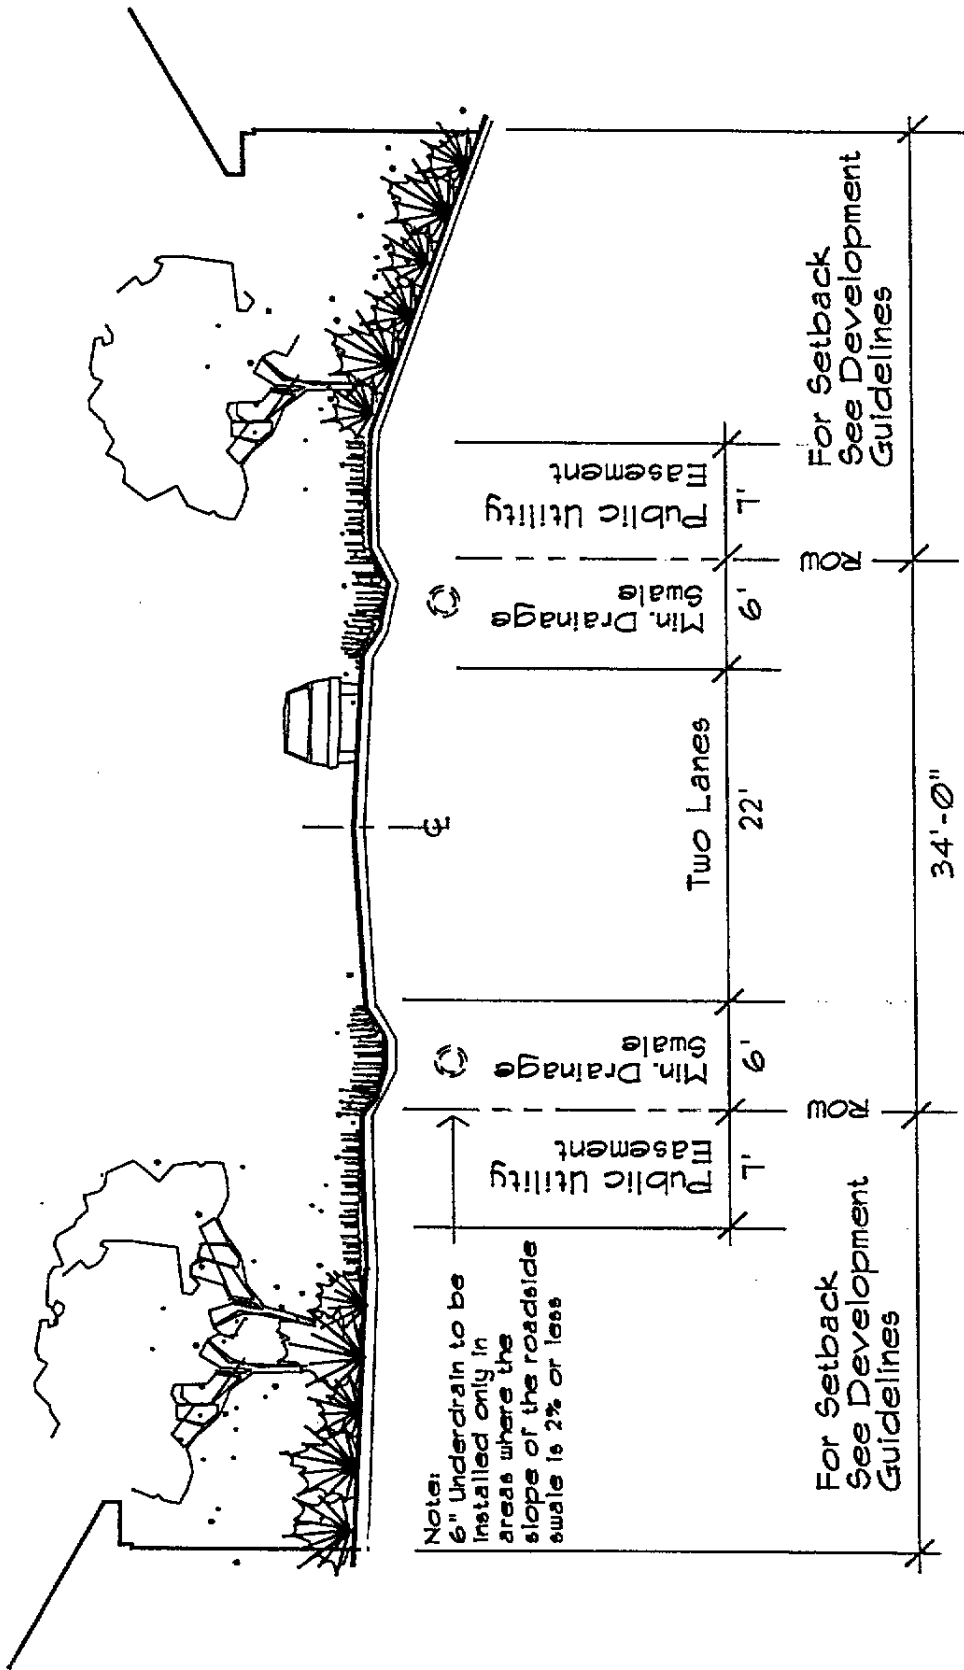 Note:
6" Underdrain to be
installed only in
areas where the
slope of the roadside
swale is 2% or less
Public Utility
Easement
Min. Drainage
Swale
Min. Drainage
Swale
Public Utility
Easement
℄
Two Lanes
7'
6'
22'
6'
7'
For Setback
See Development
Guidelines
ROW
ROW
For Setback
See Development
Guidelines
34'-0"